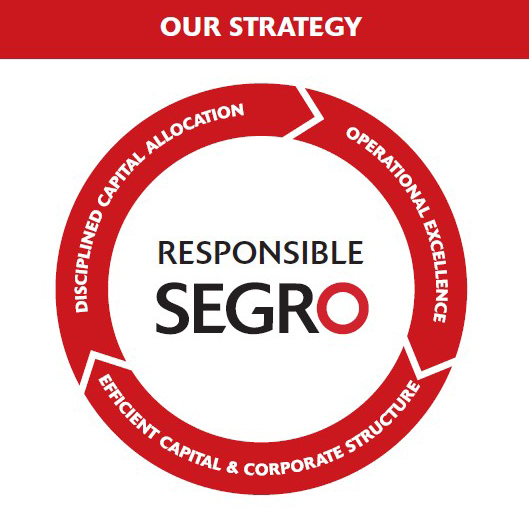 OUR STRATEGY
DISCIPLINED CAPITAL ALLOCATION
OPERATIONAL EXCELLENCE
RESPONSIBLE
SEGRO
EFFICIENT CAPITAL & CORPORATE STRUCTURE